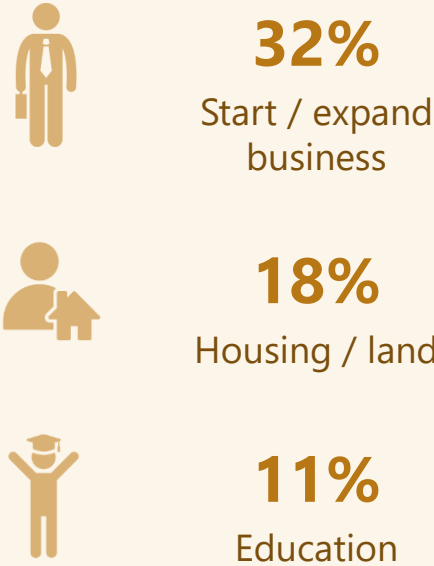 32%
Start / expand
business
18%
Housing / land
11%
Education